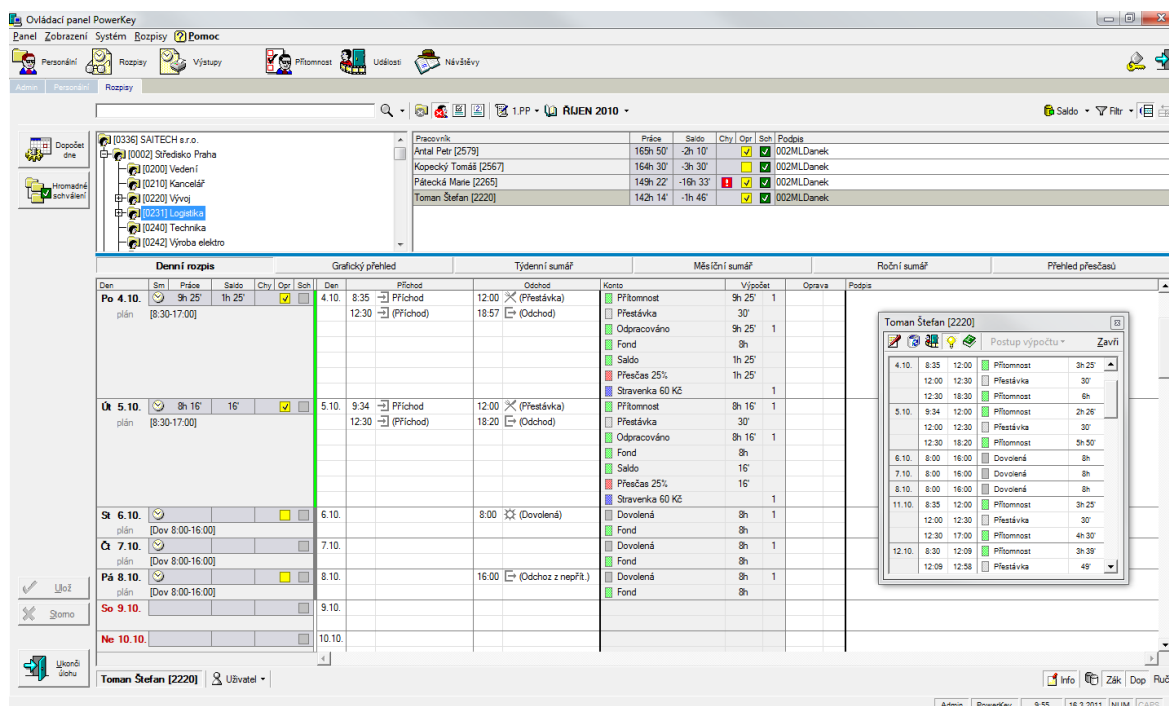 Ovládací panel PowerKey
Panel Zobrazení Systém Rozpisy Pomoc
Personální Rozpisy Výstupy Přítomnost Události Návštěvy
Admin Personání Rozpisy
1.PP ŘÍJEN 2010 Saldo Filtr
Dopočet dne
Hromadné schválení
[0336] SAITECH s.r.o.
[0002] Středisko Praha
[0200] Vedení
[0210] Kancelář
[0220] Vývoj
[0231] Logistika
[0240] Technika
[0242] Výroba elektro
Pracovník Práce Saldo Chy Opr Sch Podpis
Antal Petr [2579] 165h 50' -2h 10' 002MLDanek
Kopecký Tomáš [2567] 164h 30' -3h 30' 002MLDanek
Pátecká Marie [2265] 149h 22' -16h 33' 002MLDanek
Toman Štefan [2220] 142h 14' -1h 46' 002MLDanek
Denní rozpis Grafický přehled Týdenní sumář Měsíční sumář Roční sumář Přehled přesčasů
Den Sm Práce Saldo Chy Opr Sch Den Příchod Odchod Konto Výpočet Oprava Podpis
Po 4.10. 9h 25' 1h 25' 4.10. 8:35 Příchod 12:00 (Přestávka) Přítomnost 9h 25' 1
plán [8:30-17:00] 12:30 (Příchod) 18:57 (Odchod) Přestávka 30'
Odpracováno 9h 25' 1
Fond 8h
Saldo 1h 25'
Přesčas 25% 1h 25'
Stravenka 60 Kč 1
Út 5.10. 8h 16' 16' 5.10. 9:34 Příchod 12:00 (Přestávka) Přítomnost 8h 16' 1
plán [8:30-17:00] 12:30 (Příchod) 18:20 (Odchod) Přestávka 30'
Odpracováno 8h 16' 1
Fond 8h
Saldo 16'
Přesčas 25% 16'
Stravenka 60 Kč 1
St 6.10. 6.10. 8:00 (Dovolená) Dovolená 8h 1
plán [Dov 8:00-16:00] Fond 8h
Čt 7.10. 7.10. Dovolená 8h 1
plán [Dov 8:00-16:00] Fond 8h
Pá 8.10. 8.10. 16:00 (Odchoz z nepřít.) Dovolená 8h 1
plán [Dov 8:00-16:00] Fond 8h
So 9.10. 9.10.
Ne 10.10. 10.10.
Toman Štefan [2220]
Postup výpočtu Zavři
4.10. 8:35 12:00 Přítomnost 3h 25'
12:00 12:30 Přestávka 30'
12:30 18:30 Přítomnost 6h
5.10. 9:34 12:00 Přítomnost 2h 26'
12:00 12:30 Přestávka 30'
12:30 18:20 Přítomnost 5h 50'
6.10. 8:00 16:00 Dovolená 8h
7.10. 8:00 16:00 Dovolená 8h
8.10. 8:00 16:00 Dovolená 8h
11.10. 8:35 12:00 Přítomnost 3h 25'
12:00 12:30 Přestávka 30'
12:30 17:00 Přítomnost 4h 30'
12.10. 8:30 12:09 Přítomnost 3h 39'
12:09 12:58 Přestávka 49'
Ulož
Storno
Ukonči úlohu
Toman Štefan [2220] Uživatel Info Zák Dop Ruč
Admin PowerKey 9:55 16.3.2011 NUM CAPS